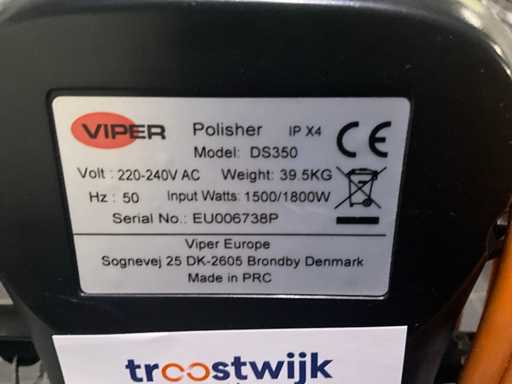 VIPER Polisher IP X4 CE
Model: DS350
Volt : 220-240V AC Weight: 39.5KG
Hz : 50 Input Watts: 1500/1800W
Serial No.: EU006738P
Viper Europe
Sognevej 25 DK-2605 Brondby Denmark
Made in PRC
troostwijk